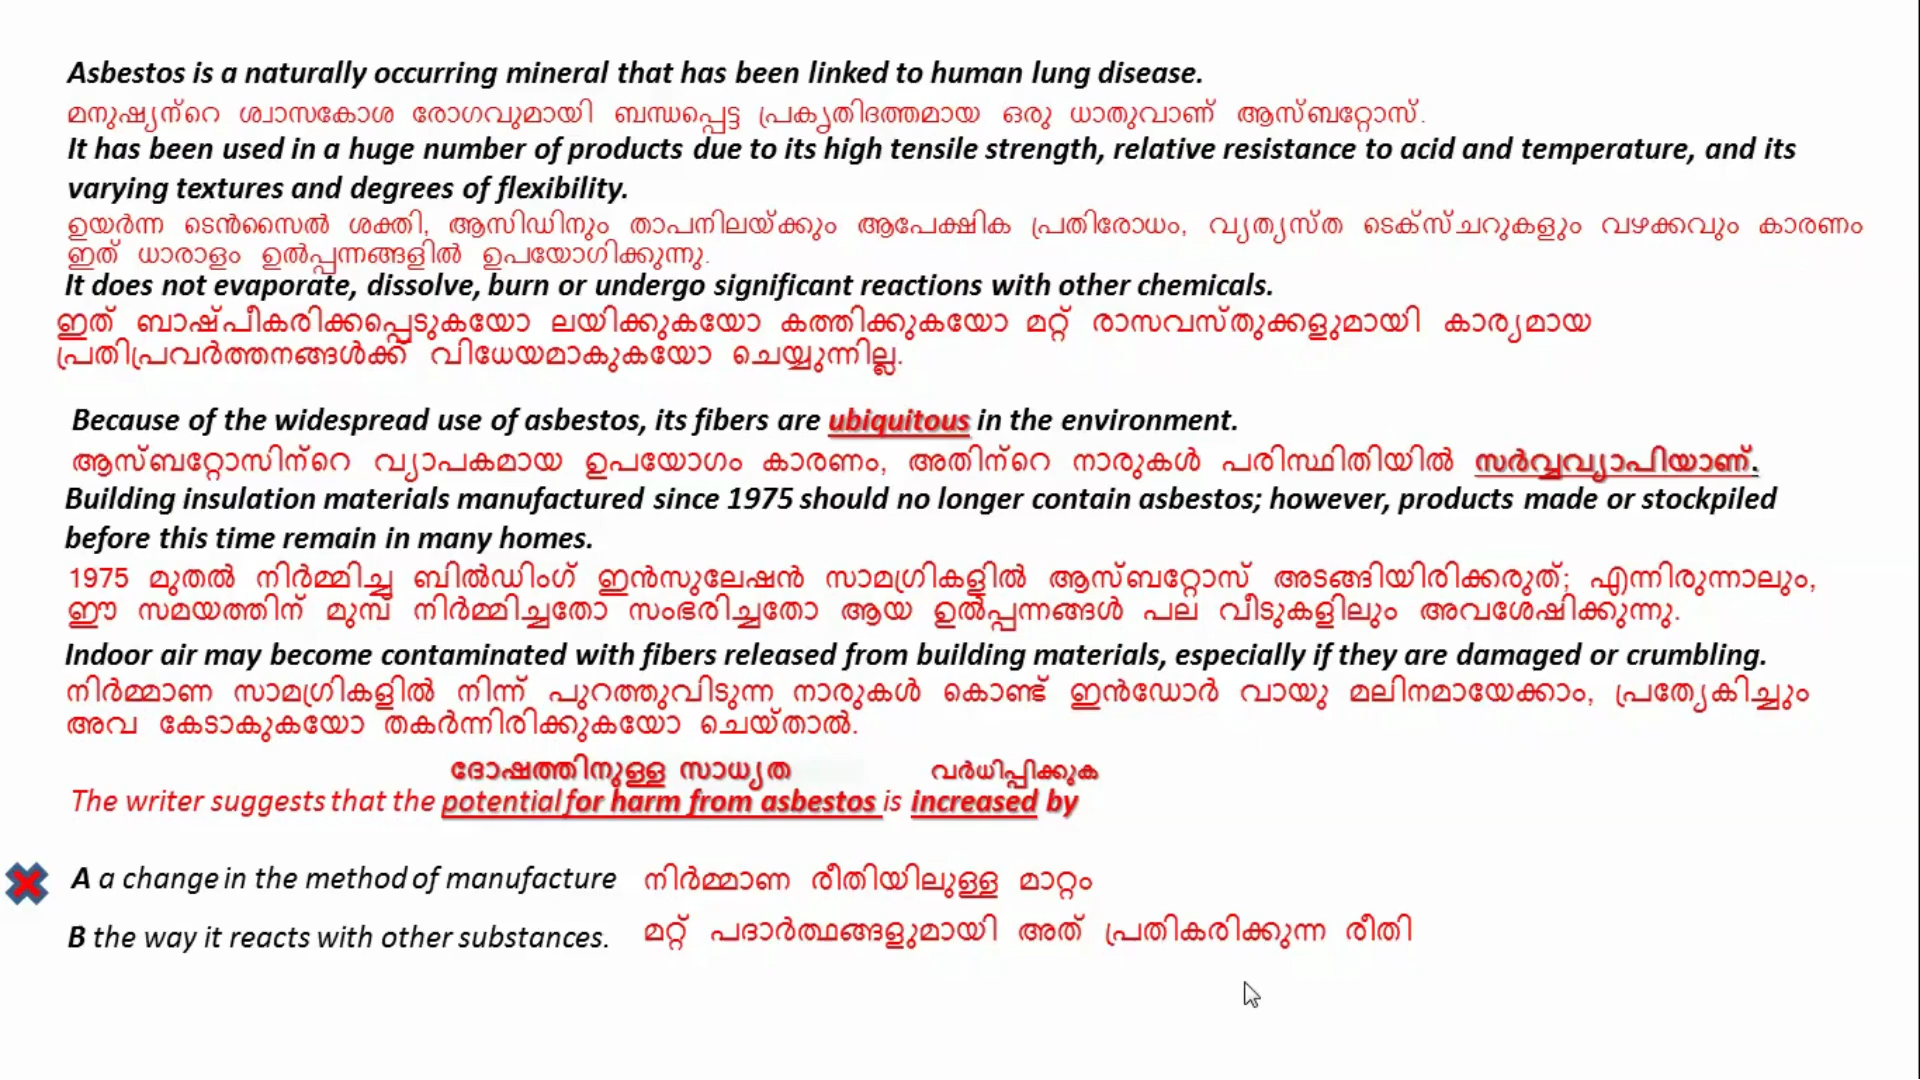 Asbestos is a naturally occurring mineral that has been linked to human lung disease.
മനുഷ്യന്റെ ശ്വാസകോശ രോഗവുമായി ബന്ധപ്പെട്ട പ്രകൃതിദത്തമായ ഒരു ധാതുവാണ് ആസ്ബറ്റോസ്.
It has been used in a huge number of products due to its high tensile strength, relative resistance to acid and temperature, and its
varying textures and degrees of flexibility.
ഉയർന്ന ടെൻസൈൽ ശക്തി, ആസിഡിനും താപനിലയ്ക്കും ആപേക്ഷിക പ്രതിരോധം, വ്യത്യസ്ത ടെക്സ്ചറുകളും വഴക്കവും കാരണം
ഇത് ധാരാളം ഉൽപ്പന്നങ്ങളിൽ ഉപയോഗിക്കുന്നു.
It does not evaporate, dissolve, burn or undergo significant reactions with other chemicals.
ഇത് ബാഷ്പീകരിക്കപ്പെടുകയോ ലയിക്കുകയോ കത്തിക്കുകയോ മറ്റ് രാസവസ്തുക്കളുമായി കാര്യമായ
പ്രതിപ്രവർത്തനങ്ങൾക്ക് വിധേയമാകുകയോ ചെയ്യുന്നില്ല.
Because of the widespread use of asbestos, its fibers are ubiquitous in the environment.
ആസ്ബറ്റോസിന്റെ വ്യാപകമായ ഉപയോഗം കാരണം, അതിന്റെ നാരുകൾ പരിസ്ഥിതിയിൽ സർവ്വവ്യാപിയാണ്.
Building insulation materials manufactured since 1975 should no longer contain asbestos; however, products made or stockpiled
before this time remain in many homes.
1975 മുതൽ നിർമ്മിച്ച ബിൽഡിംഗ് ഇൻസുലേഷൻ സാമഗ്രികളിൽ ആസ്ബറ്റോസ് അടങ്ങിയിരിക്കരുത്; എന്നിരുന്നാലും,
ഈ സമയത്തിന് മുമ്പ് നിർമ്മിച്ചതോ സംഭരിച്ചതോ ആയ ഉൽപ്പന്നങ്ങൾ പല വീടുകളിലും അവശേഷിക്കുന്നു.
Indoor air may become contaminated with fibers released from building materials, especially if they are damaged or crumbling.
നിർമ്മാണ സാമഗ്രികളിൽ നിന്ന് പുറത്തുവിടുന്ന നാരുകൾ കൊണ്ട് ഇൻഡോർ വായു മലിനമായേക്കാം, പ്രത്യേകിച്ചും
അവ കേടാകുകയോ തകർന്നിരിക്കുകയോ ചെയ്താൽ.
ദോഷത്തിനുള്ള സാധ്യത വർധിപ്പിക്കുക
The writer suggests that the potential for harm from asbestos is increased by
A a change in the method of manufacture നിർമ്മാണ രീതിയിലുള്ള മാറ്റം
B the way it reacts with other substances. മറ്റ് പദാർത്ഥങ്ങളുമായി അത് പ്രതികരിക്കുന്ന രീതി